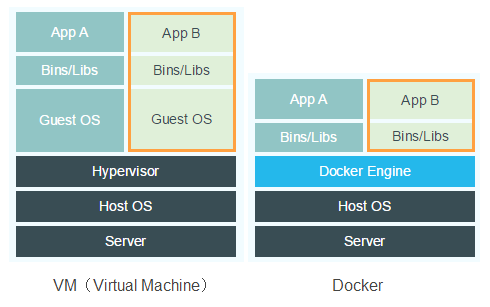 App A
App B
Bins/Libs
Bins/Libs
Guest OS
Guest OS
Hypervisor
Host OS
Server
VM（Virtual Machine）
App A
App B
Bins/Libs
Bins/Libs
Docker Engine
Host OS
Server
Docker